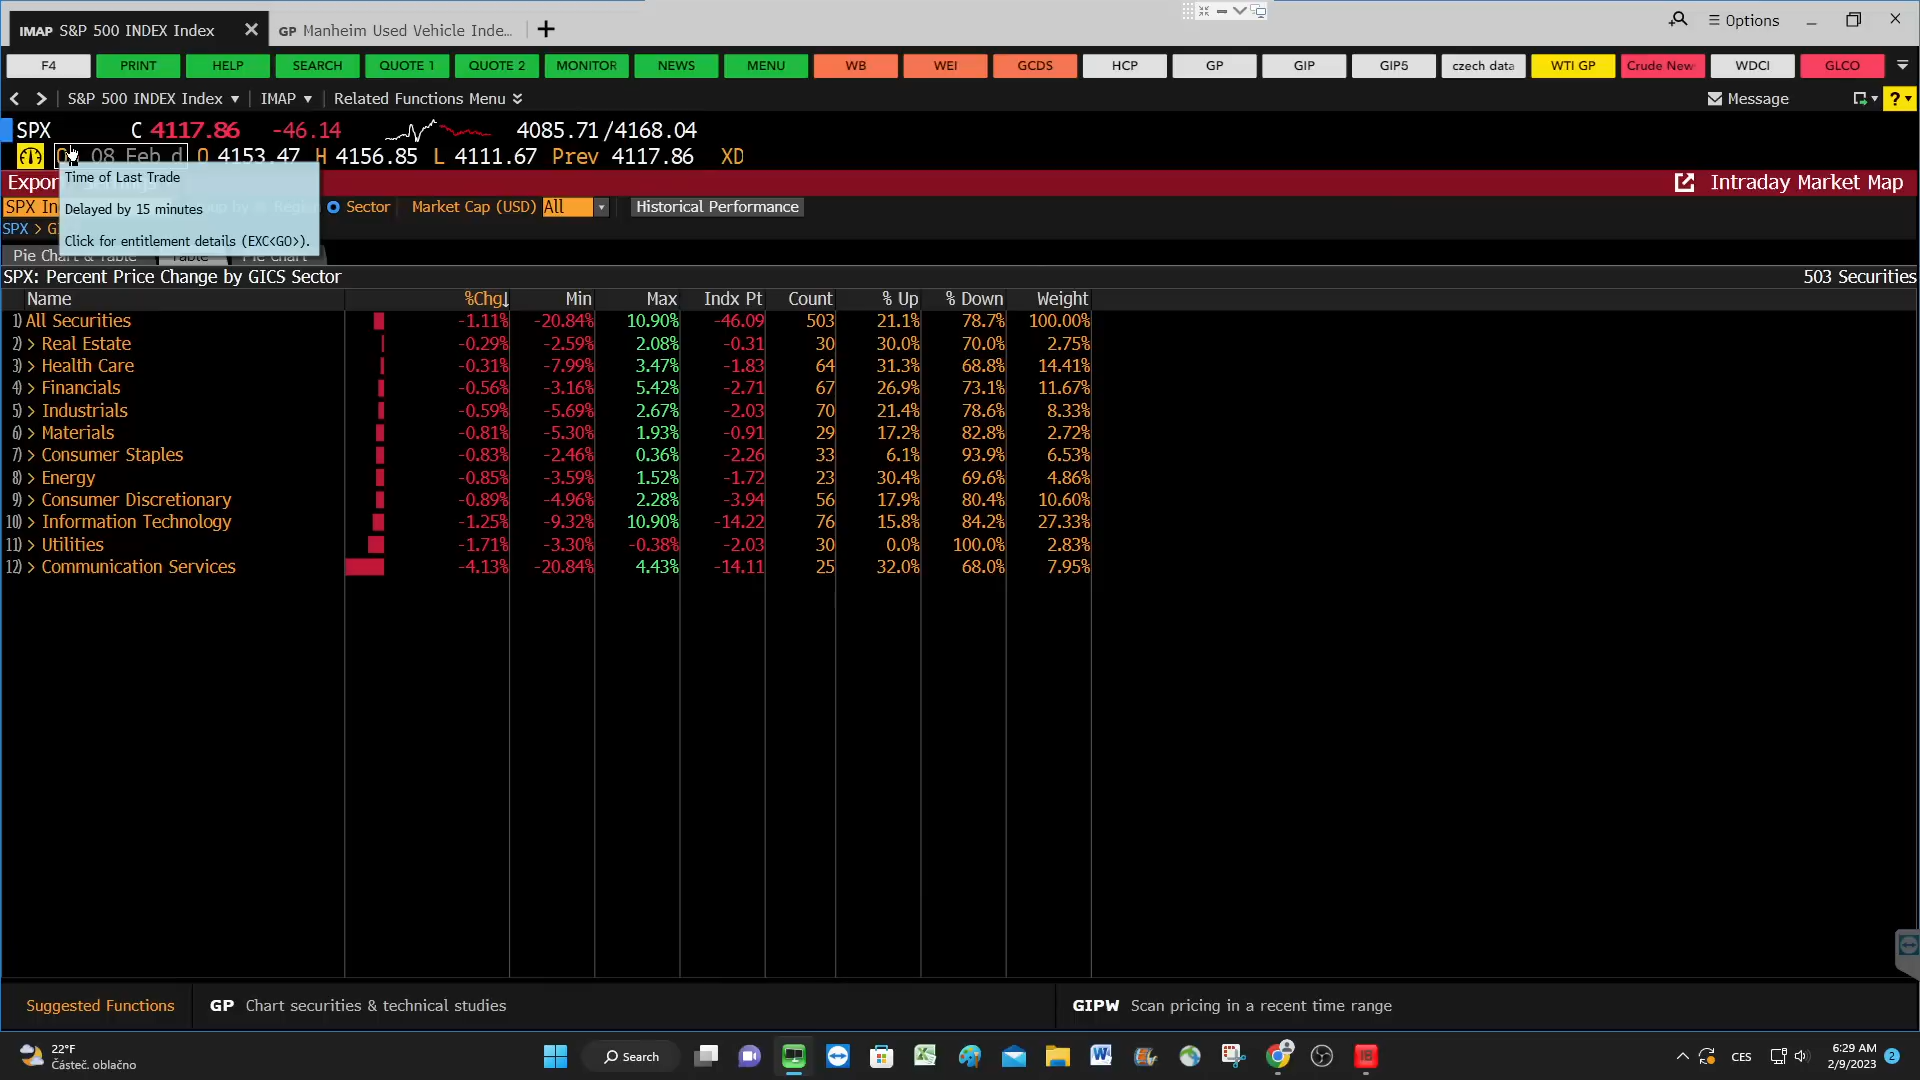 IMAP S&P 500 INDEX Index
GP Manheim Used Vehicle Inde...
Options
F4 PRINT HELP SEARCH QUOTE 1 QUOTE 2 MONITOR NEWS MENU WB WEI GCDS HCP GP GIP GIP5 czech data WTI GP Crude New WDCI GLCO
S&P 500 INDEX Index IMAP Related Functions Menu
Message
?
SPX C 4117.86 -46.14 4085.71/4168.04
08 Feb d O 4153.47 H 4156.85 L 4111.67 Prev 4117.86 XD
Time of Last Trade
Delayed by 15 minutes
Click for entitlement details (EXC<GO>).
Expor
Intraday Market Map
SPX In Sector Market Cap (USD) All Historical Performance
SPX > G
Pie Chart & Table Table Pie Chart
SPX: Percent Price Change by GICS Sector 503 Securities
Name %Chg↓ Min Max Indx Pt Count % Up % Down Weight
1) All Securities -1.11% -20.84% 10.90% -46.09 503 21.1% 78.7% 100.00%
2) > Real Estate -0.29% -2.59% 2.08% -0.31 30 30.0% 70.0% 2.75%
3) > Health Care -0.31% -7.99% 3.47% -1.83 64 31.3% 68.8% 14.41%
4) > Financials -0.56% -3.16% 5.42% -2.71 67 26.9% 73.1% 11.67%
5) > Industrials -0.59% -5.69% 2.67% -2.03 70 21.4% 78.6% 8.33%
6) > Materials -0.81% -5.30% 1.93% -0.91 29 17.2% 82.8% 2.72%
7) > Consumer Staples -0.83% -2.46% 0.36% -2.26 33 6.1% 93.9% 6.53%
8) > Energy -0.85% -3.59% 1.52% -1.72 23 30.4% 69.6% 4.86%
9) > Consumer Discretionary -0.89% -4.96% 2.28% -3.94 56 17.9% 80.4% 10.60%
10) > Information Technology -1.25% -9.32% 10.90% -14.22 76 15.8% 84.2% 27.33%
11) > Utilities -1.71% -3.30% -0.38% -2.03 30 0.0% 100.0% 2.83%
12) > Communication Services -4.13% -20.84% 4.43% -14.11 25 32.0% 68.0% 7.95%
Suggested Functions GP Chart securities & technical studies GIPW Scan pricing in a recent time range
22°F
Částeč. oblačno
Search
CES
6:29 AM
2/9/2023
2